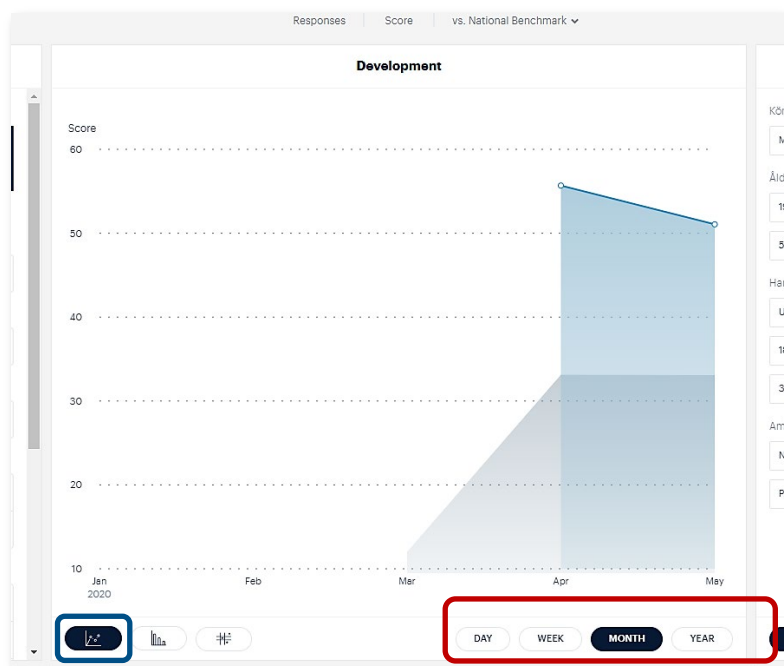 Responses Score vs. National Benchmark
Development
Score
60
50
40
30
20
10
Jan Feb Mar Apr May
2020
DAY WEEK MONTH YEAR